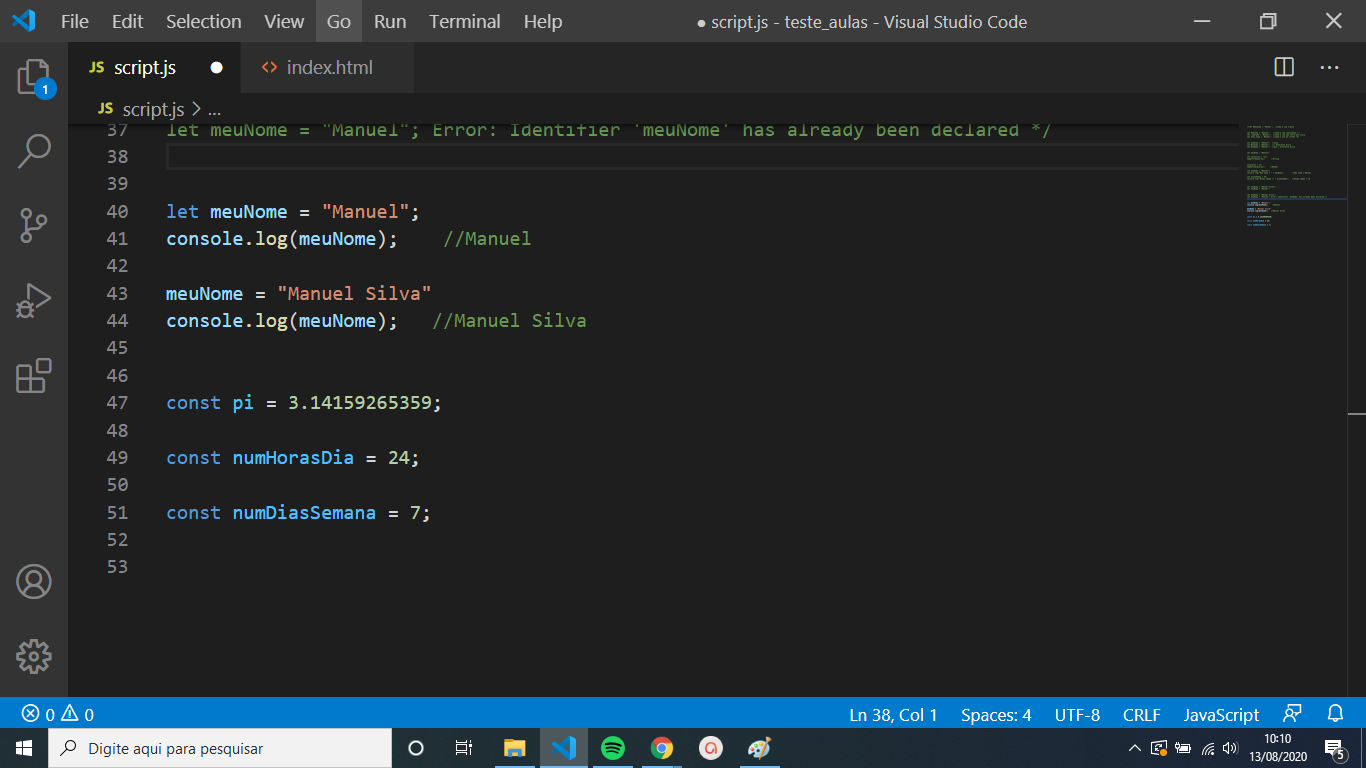 File Edit Selection View Go Run Terminal Help ● script.js - teste_aulas - Visual Studio Code
JS script.js ● <> index.html
JS script.js > ...
1
37 let meuNome = "Manuel"; Error: Identifier 'meuNome' has already been declared */
38
39
40 let meuNome = "Manuel";
41 console.log(meuNome); //Manuel
42
43 meuNome = "Manuel Silva"
44 console.log(meuNome); //Manuel Silva
45
46
47 const pi = 3.14159265359;
48
49 const numHorasDia = 24;
50
51 const numDiasSemana = 7;
52
53
0 0 Ln 38, Col 1 Spaces: 4 UTF-8 CRLF JavaScript
Digite aqui para pesquisar
10:10
13/08/2020
5